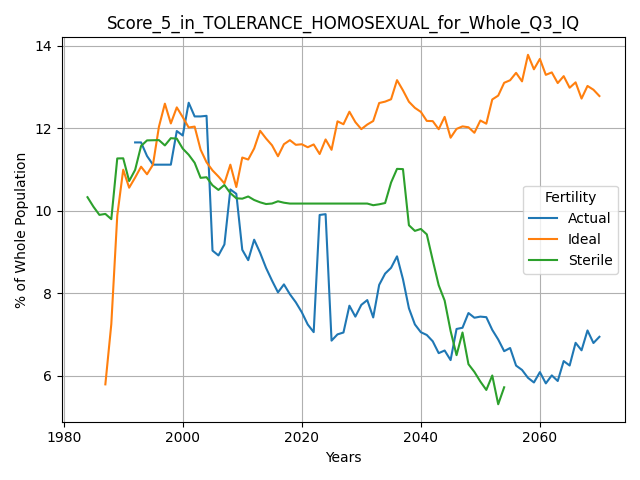 Score_5_in_TOLERANCE_HOMOSEXUAL_for_Whole_Q3_IQ
% of Whole Population
14
12
10
8
6
Fertility
Actual
Ideal
Sterile
1980
2000
2020
2040
2060
Years